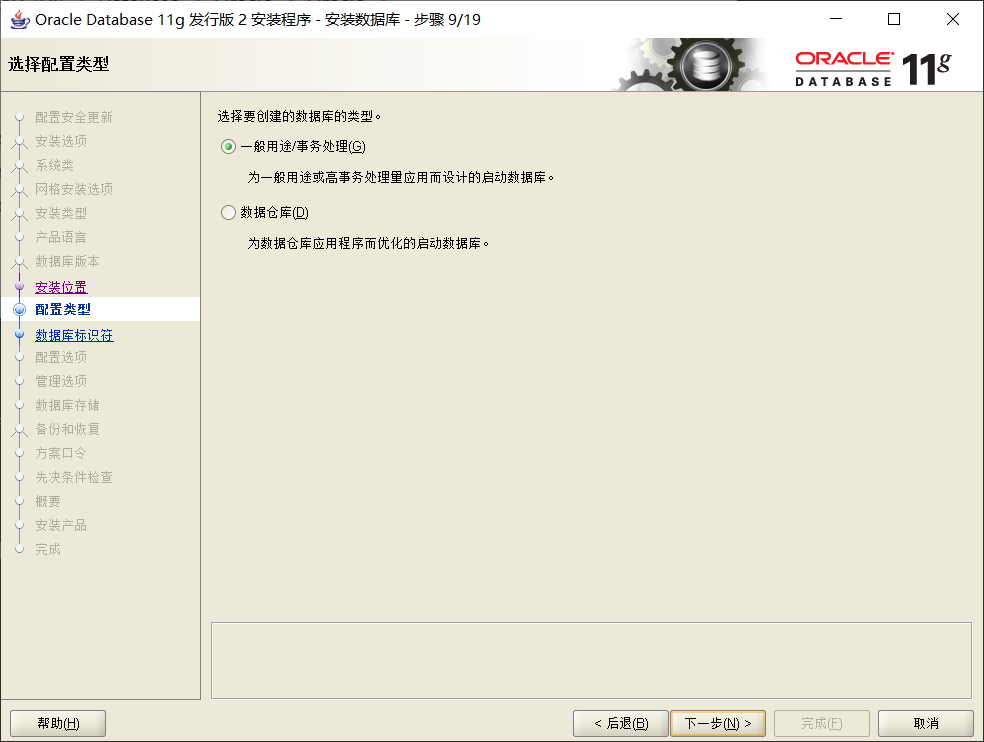 Oracle Database 11g 发行版 2 安装程序 - 安装数据库 - 步骤 9/19
选择配置类型
ORACLE
DATABASE
11g
配置安全更新
安装选项
系统类
网格安装选项
安装类型
产品语言
数据库版本
安装位置
配置类型
数据库标识符
配置选项
管理选项
数据库存储
备份和恢复
方案口令
先决条件检查
概要
安装产品
完成
选择要创建的数据库的类型。
一般用途/事务处理(G)
为一般用途或高事务处理量应用而设计的启动数据库。
数据仓库(D)
为数据仓库应用程序而优化的启动数据库。
帮助(H)
< 后退(B)
下一步(N) >
完成(F)
取消